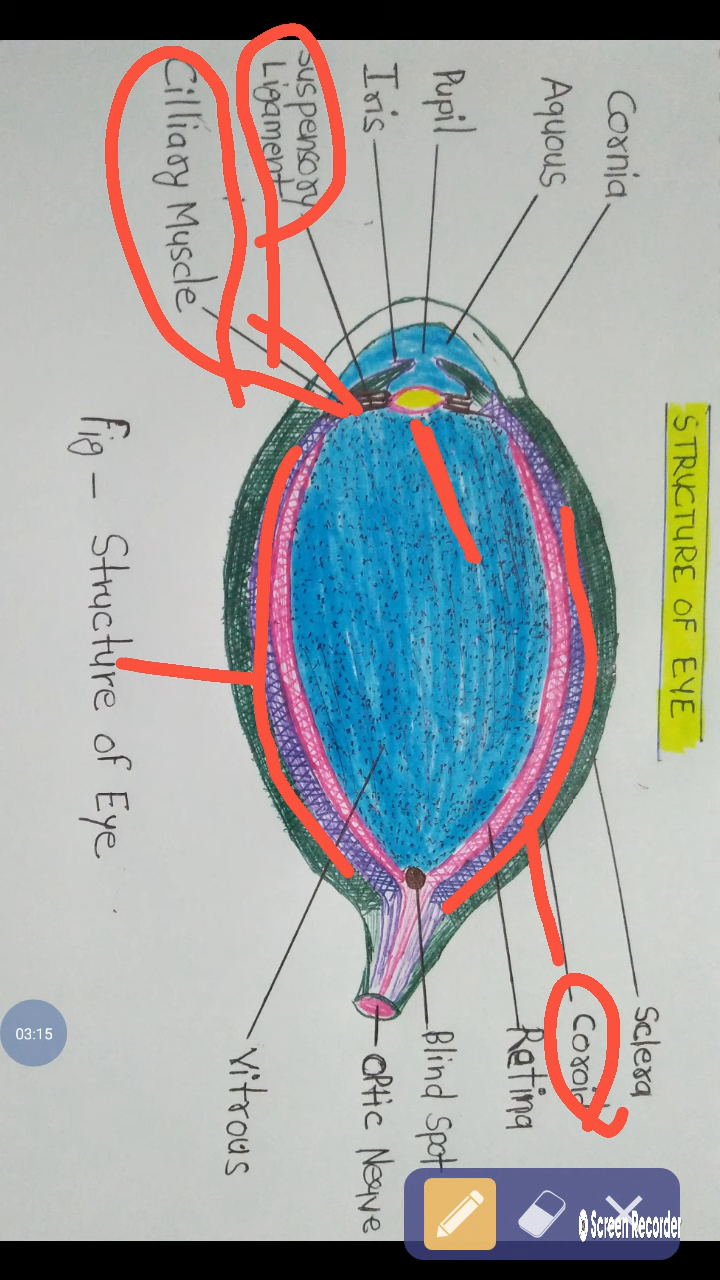 STRUCTURE OF EYE
Cornia
Aquous
Pupil
Iris
Suspensory
Ligament
Cilliary Muscle
Sclera
Coroid
Retina
Blind Spot
Optic Nerve
Vitrous
Fig - Structure of Eye
03:15
Screen Recorder